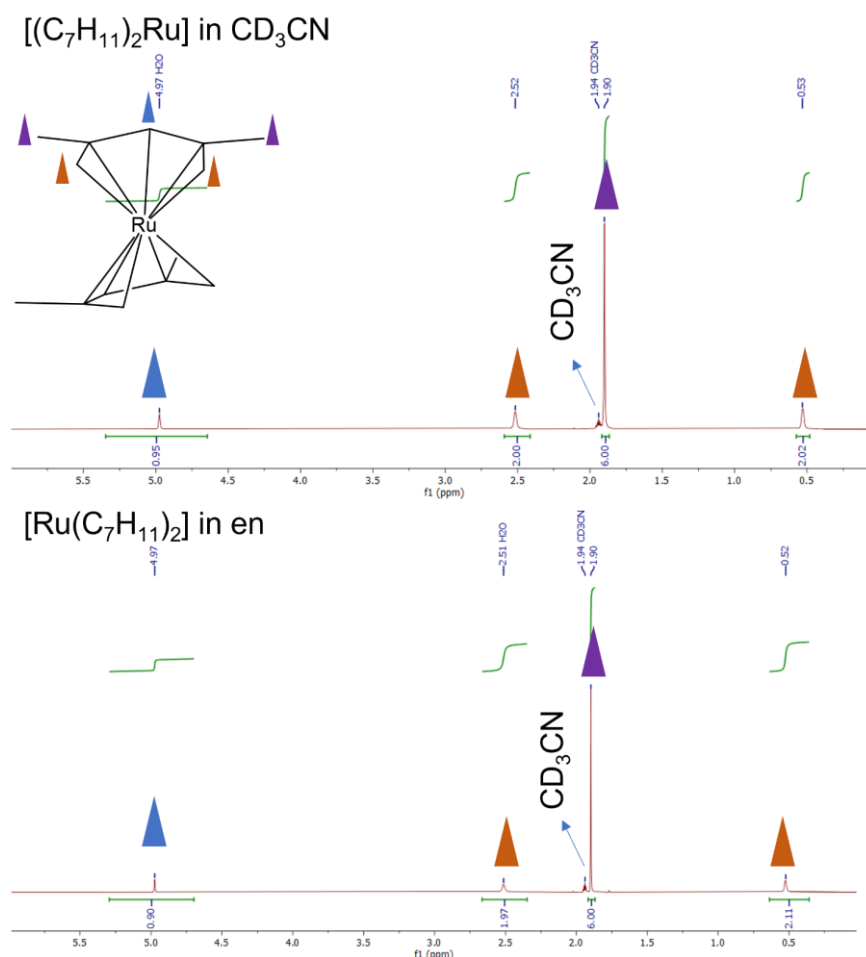 [(C₇H₁₁)₂Ru] in CD₃CN
4.97 H2O
2.52
1.94 CD3CN
1.90
0.53
Ru
CD₃CN
0.95
2.00
6.00
2.02
5.5 5.0 4.5 4.0 3.5 3.0 2.5 2.0 1.5 1.0 0.5
f1 (ppm)
[Ru(C₇H₁₁)₂] in en
4.97
2.51 H2O
1.94 CD3CN
1.90
0.52
CD₃CN
0.90
1.97
6.00
2.11
5.5 5.0 4.5 4.0 3.5 3.0 2.5 2.0 1.5 1.0 0.5
f1 (ppm)